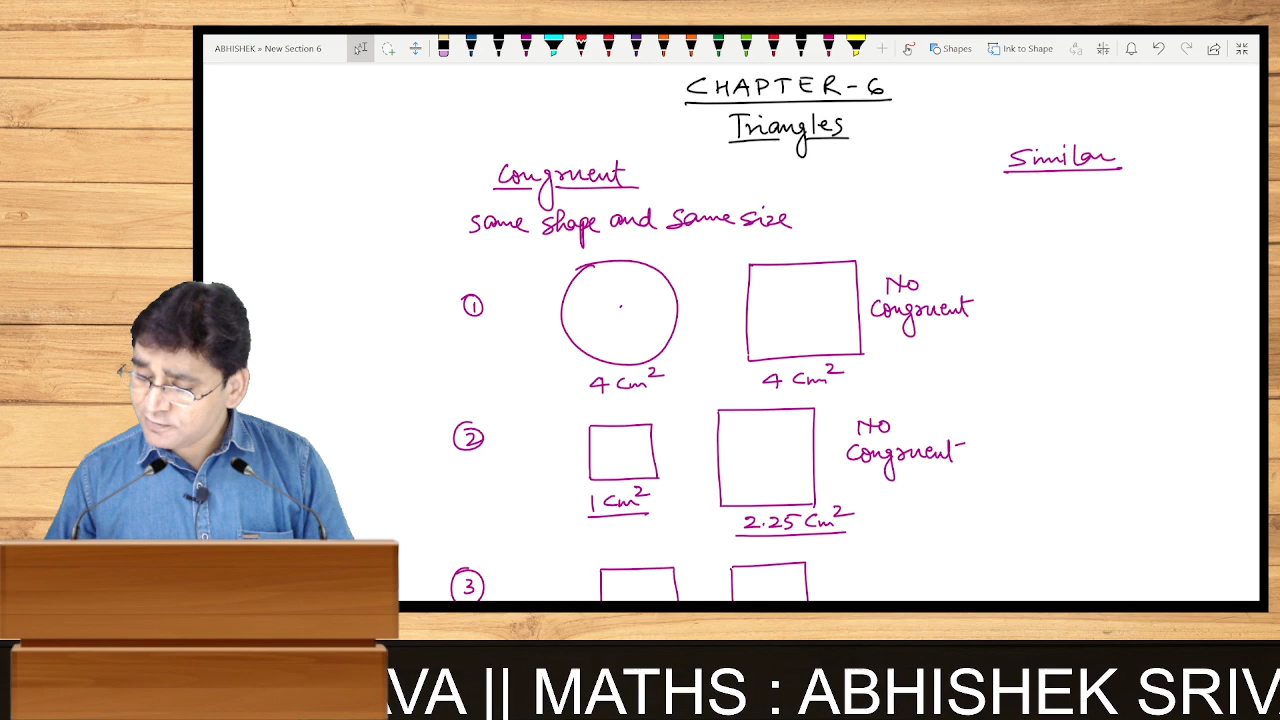 ABHISHEK » New Section 6
Shapes
Ink to Shape
CHAPTER-6
Triangles
Similar
Congruent
same shape and same size
①
No
Congruent
4 Cm²
4 Cm²
②
No
Congruent
1 Cm²
2.25 Cm²
③
AVA || MATHS : ABHISHEK SRIV